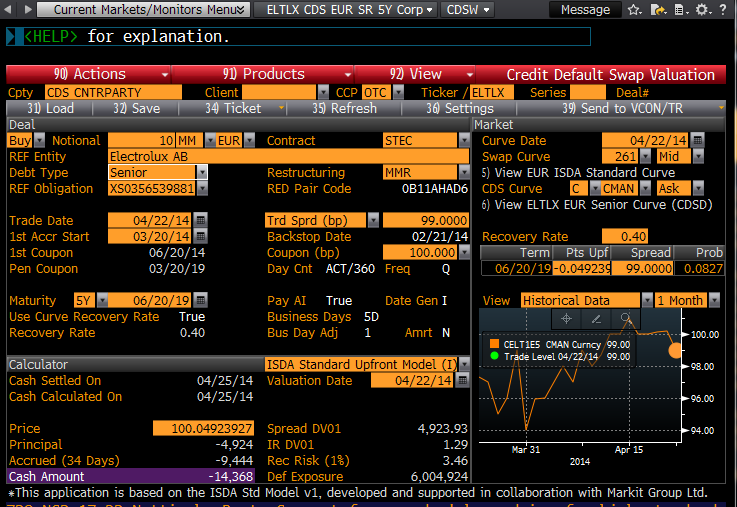 Current Markets/Monitors Menu ELTLX CDS EUR SR 5Y Corp CDSW Message
<HELP> for explanation.
90) Actions 91) Products 92) View Credit Default Swap Valuation
Cpty CDS CNTRPARTY Client CCP OTC Ticker / ELTLX Series Deal#
31) Load 32) Save 34) Ticket 35) Refresh 36) Settings 39) Send to VCON/TR
Deal
Buy Notional 10 MM EUR Contract STEC
REF Entity Electrolux AB
Debt Type Senior Restructuring MMR
REF Obligation XS0356539881 RED Pair Code 0B11AHAD6
Trade Date 04/22/14 Trd Sprd (bp) 99.0000
1st Accr Start 03/20/14 Backstop Date 02/21/14
1st Coupon 06/20/14 Coupon (bp) 100.000
Pen Coupon 03/20/19 Day Cnt ACT/360 Freq Q
Maturity 5Y 06/20/19 Pay AI True Date Gen I
Use Curve Recovery Rate True Business Days 5D
Recovery Rate 0.40 Bus Day Adj 1 Amrt N
Market
Curve Date 04/22/14
Swap Curve 261 Mid
5) View EUR ISDA Standard Curve
CDS Curve C CMAN Ask
6) View ELTLX EUR Senior Curve (CDSD)
Recovery Rate 0.40
Term Pts Upf Spread Prob
06/20/19 -0.049239 99.0000 0.0827
View Historical Data 1 Month
CELT1E5 CMAN Curncy 99.00
Trade Level 04/22/14 99.00
100.00
98.00
96.00
94.00
Mar 31 Apr 15
2014
Calculator ISDA Standard Upfront Model (I)
Cash Settled On 04/25/14 Valuation Date 04/22/14
Cash Calculated On 04/25/14
Price 100.04923927 Spread DV01 4,923.93
Principal -4,924 IR DV01 1.29
Accrued (34 Days) -9,444 Rec Risk (1%) 3.46
Cash Amount -14,368 Def Exposure 6,004,924
*This application is based on the ISDA Std Model v1, developed and supported in collaboration with Markit Group Ltd.